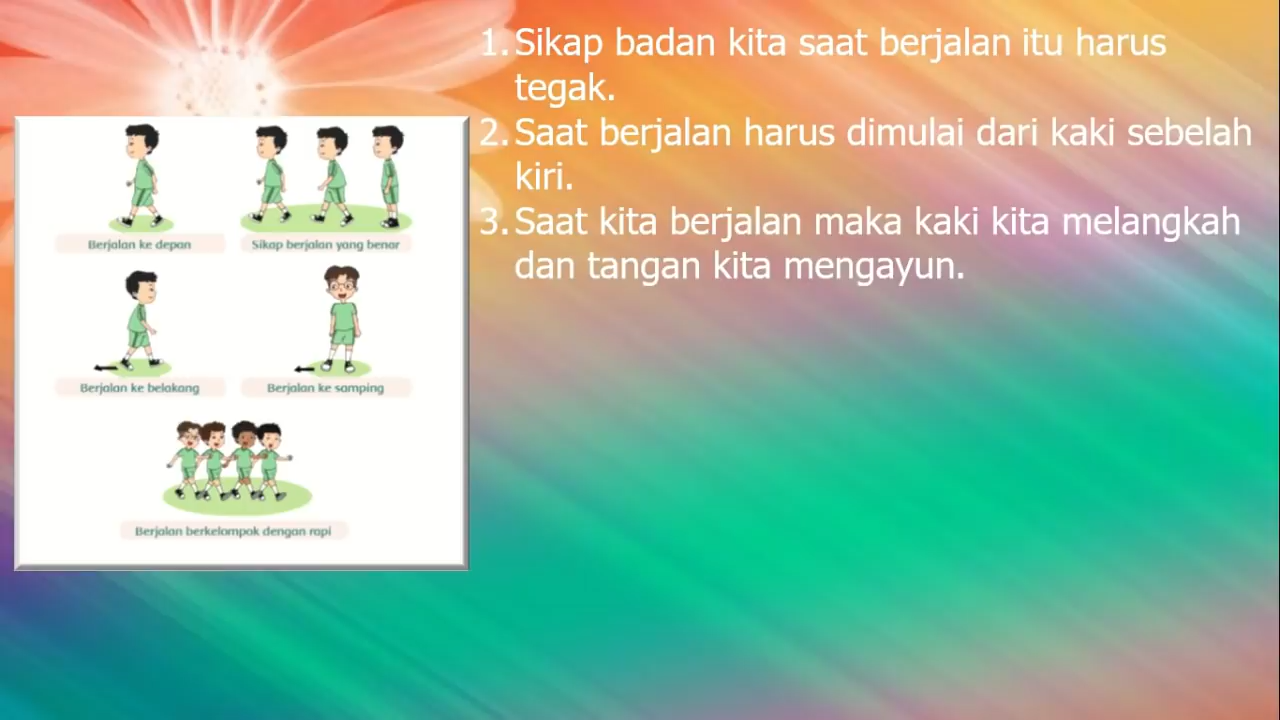 1. Sikap badan kita saat berjalan itu harus
tegak.
2. Saat berjalan harus dimulai dari kaki sebelah
kiri.
3. Saat kita berjalan maka kaki kita melangkah
dan tangan kita mengayun.
Berjalan ke depan
Sikap berjalan yang benar
Berjalan ke belakang
Berjalan ke samping
Berjalan berkelompok dengan rapi